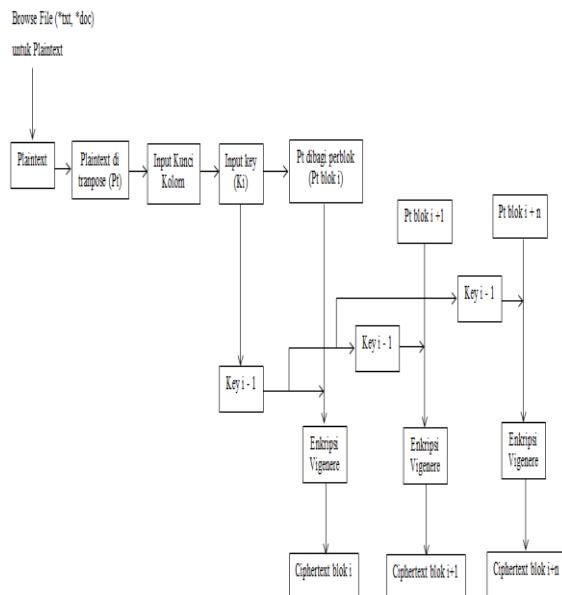 Browse File (*txt, *doc)
untuk Plaintext
Plaintext
Plaintext di
tranpose (Pt)
Input Kunci
Kolom
Input key
(Ki)
Pt dibagi perblok
(Pt blok i)
Pt blok i +1
Pt blok i + n
Key i - 1
Key i - 1
Key i - 1
Enkripsi
Vigenere
Enkripsi
Vigenere
Enkripsi
Vigenere
Ciphertext blok i
Ciphertext blok i+1
Ciphertext blok i+n